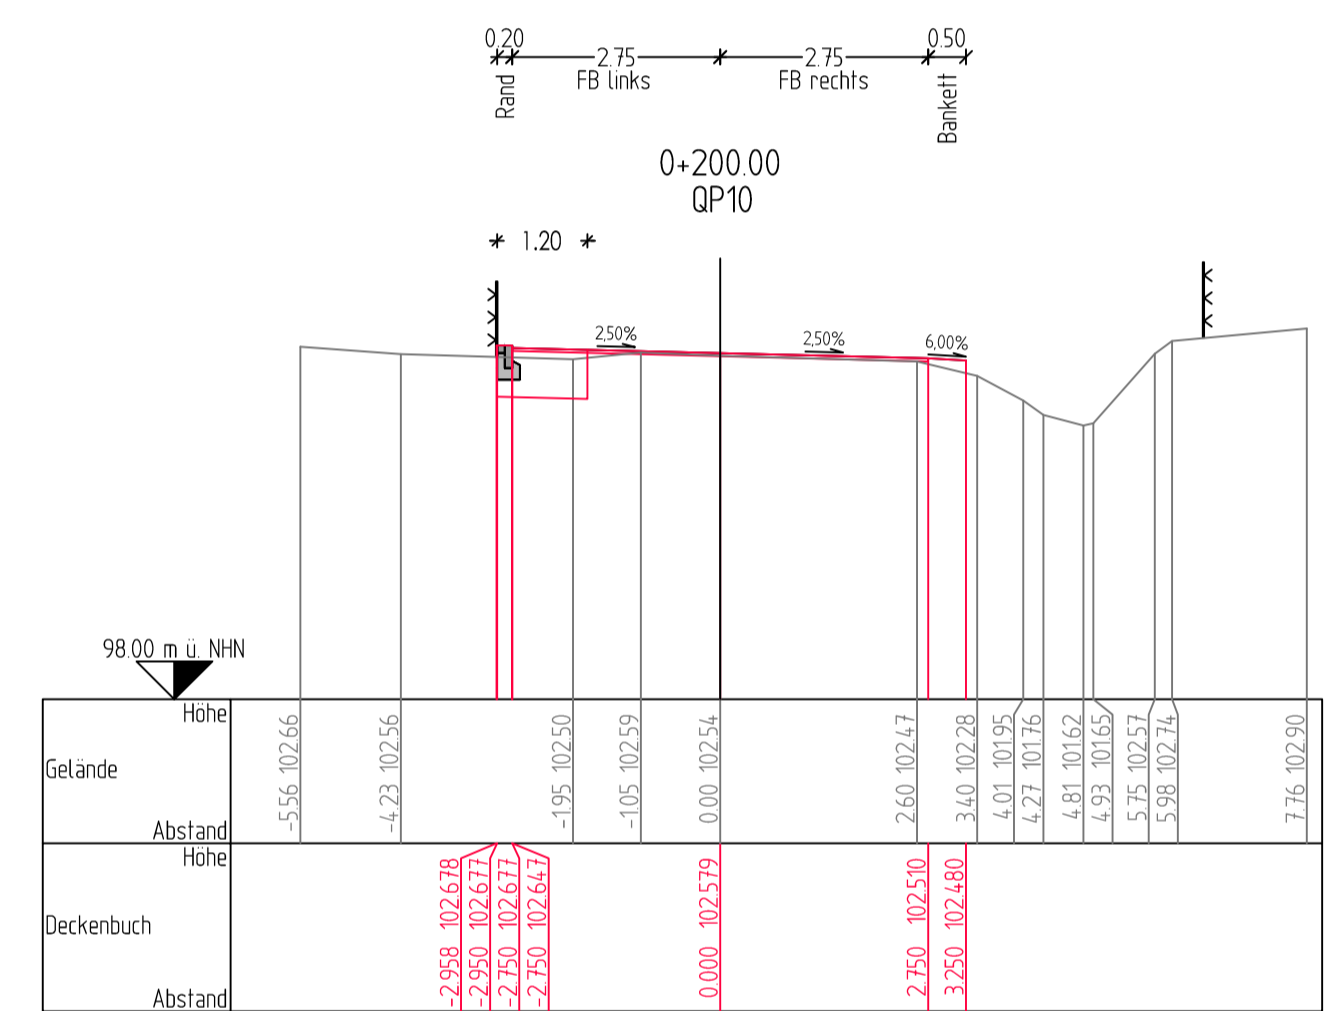 0.20 0.50
2.75 2.75
FB links FB rechts
Rand
Bankett
0+200.00
QP10
1.20
2,50% 2,50% 6,00%
98.00 m ü. NHN
Höhe
Gelände
Abstand
-5.56 102.66
-4.23 102.56
-1.95 102.50
-1.05 102.59
0.00 102.54
2.60 102.47
3.40 102.28
4.01 101.95
4.27 101.76
4.81 101.62
4.93 101.65
5.75 102.57
5.98 102.74
7.76 102.90
Höhe
Deckenbuch
Abstand
-2.958 102.678
-2.950 102.677
-2.750 102.677
-2.750 102.647
0.000 102.579
2.750 102.510
3.250 102.480